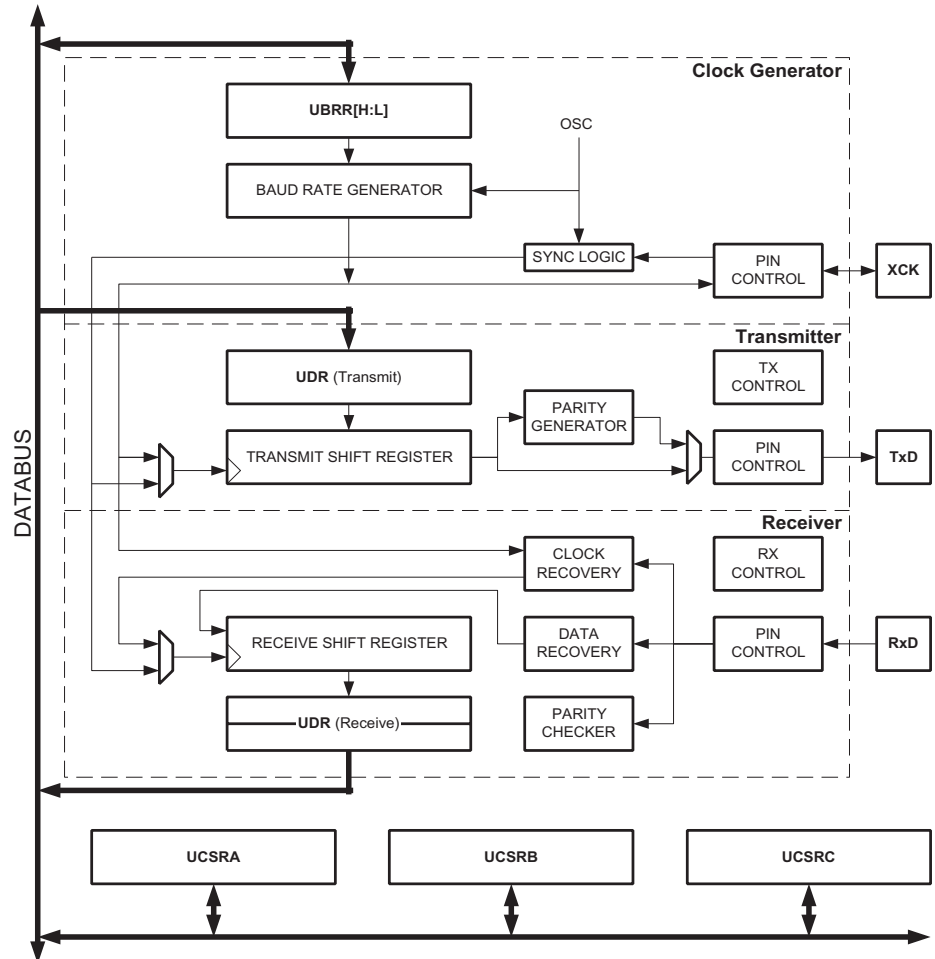 Clock Generator
UBRR[H:L]
OSC
BAUD RATE GENERATOR
SYNC LOGIC
PIN
CONTROL
XCK
Transmitter
UDR (Transmit)
TX
CONTROL
PARITY
GENERATOR
TRANSMIT SHIFT REGISTER
PIN
CONTROL
TxD
DATABUS
Receiver
CLOCK
RECOVERY
RX
CONTROL
RECEIVE SHIFT REGISTER
DATA
RECOVERY
PIN
CONTROL
RxD
UDR (Receive)
PARITY
CHECKER
UCSRA
UCSRB
UCSRC